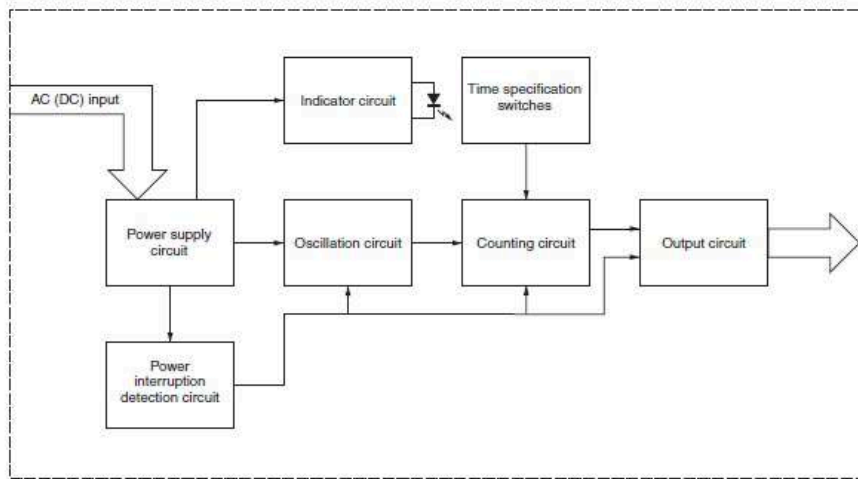 AC (DC) input
Indicator circuit
Time specification
switches
Power supply
circuit
Oscillation circuit
Counting circuit
Output circuit
Power
interruption
detection circuit